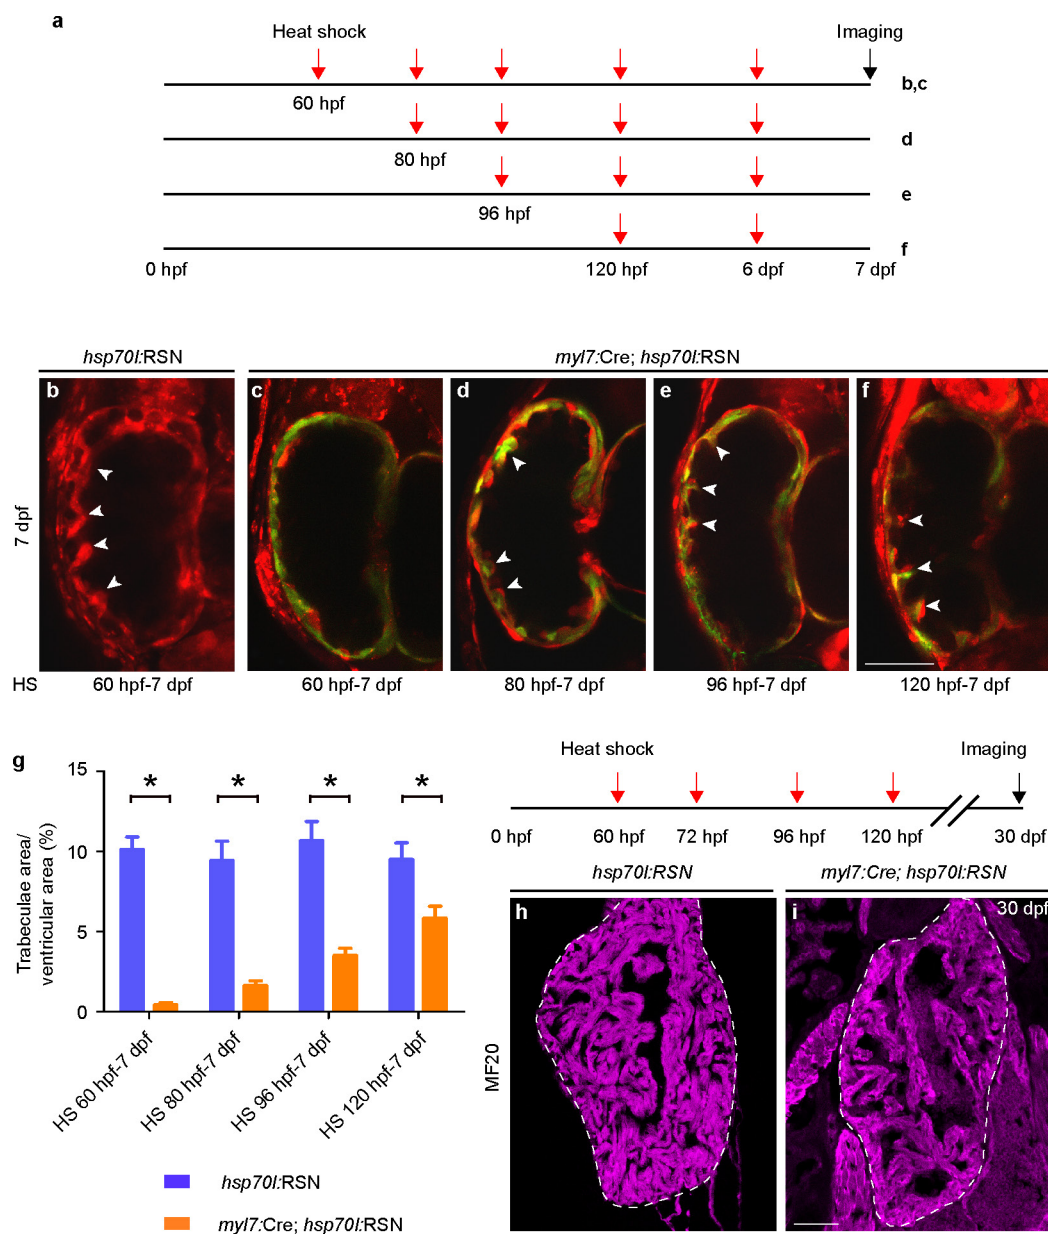 a
Heat shock
Imaging
60 hpf
b,c
80 hpf
d
96 hpf
e
f
0 hpf
120 hpf
6 dpf
7 dpf
hsp70l:RSN
myl7:Cre; hsp70l:RSN
b
c
d
e
f
7 dpf
HS
60 hpf-7 dpf
60 hpf-7 dpf
80 hpf-7 dpf
96 hpf-7 dpf
120 hpf-7 dpf
g
Trabeculae area/
ventricular area (%)
15
10
5
0
*
*
*
*
HS 60 hpf-7 dpf
HS 80 hpf-7 dpf
HS 96 hpf-7 dpf
HS 120 hpf-7 dpf
hsp70l:RSN
myl7:Cre; hsp70l:RSN
Heat shock
Imaging
0 hpf
60 hpf
72 hpf
96 hpf
120 hpf
30 dpf
hsp70l:RSN
myl7:Cre; hsp70l:RSN
h
i
30 dpf
MF20